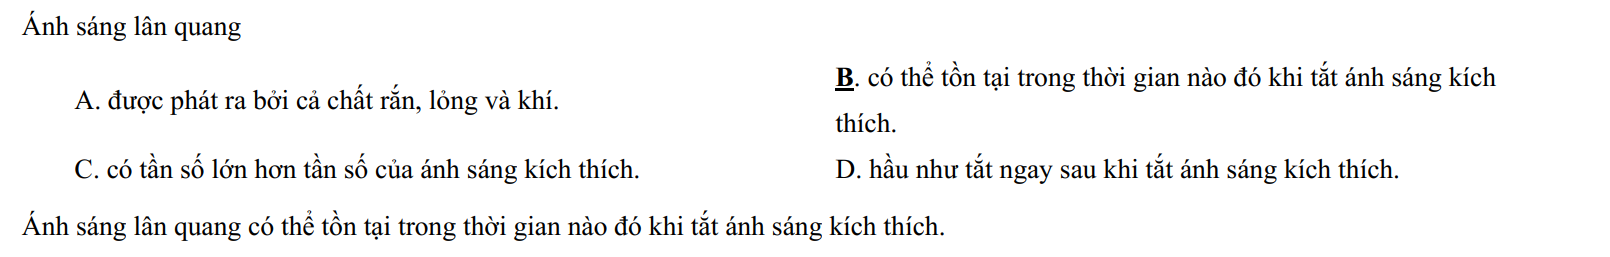 Ánh sáng lân quang
A. được phát ra bởi cả chất rắn, lỏng và khí.
B. có thể tồn tại trong thời gian nào đó khi tắt ánh sáng kích
thích.
C. có tần số lớn hơn tần số của ánh sáng kích thích.
D. hầu như tắt ngay sau khi tắt ánh sáng kích thích.
Ánh sáng lân quang có thể tồn tại trong thời gian nào đó khi tắt ánh sáng kích thích.